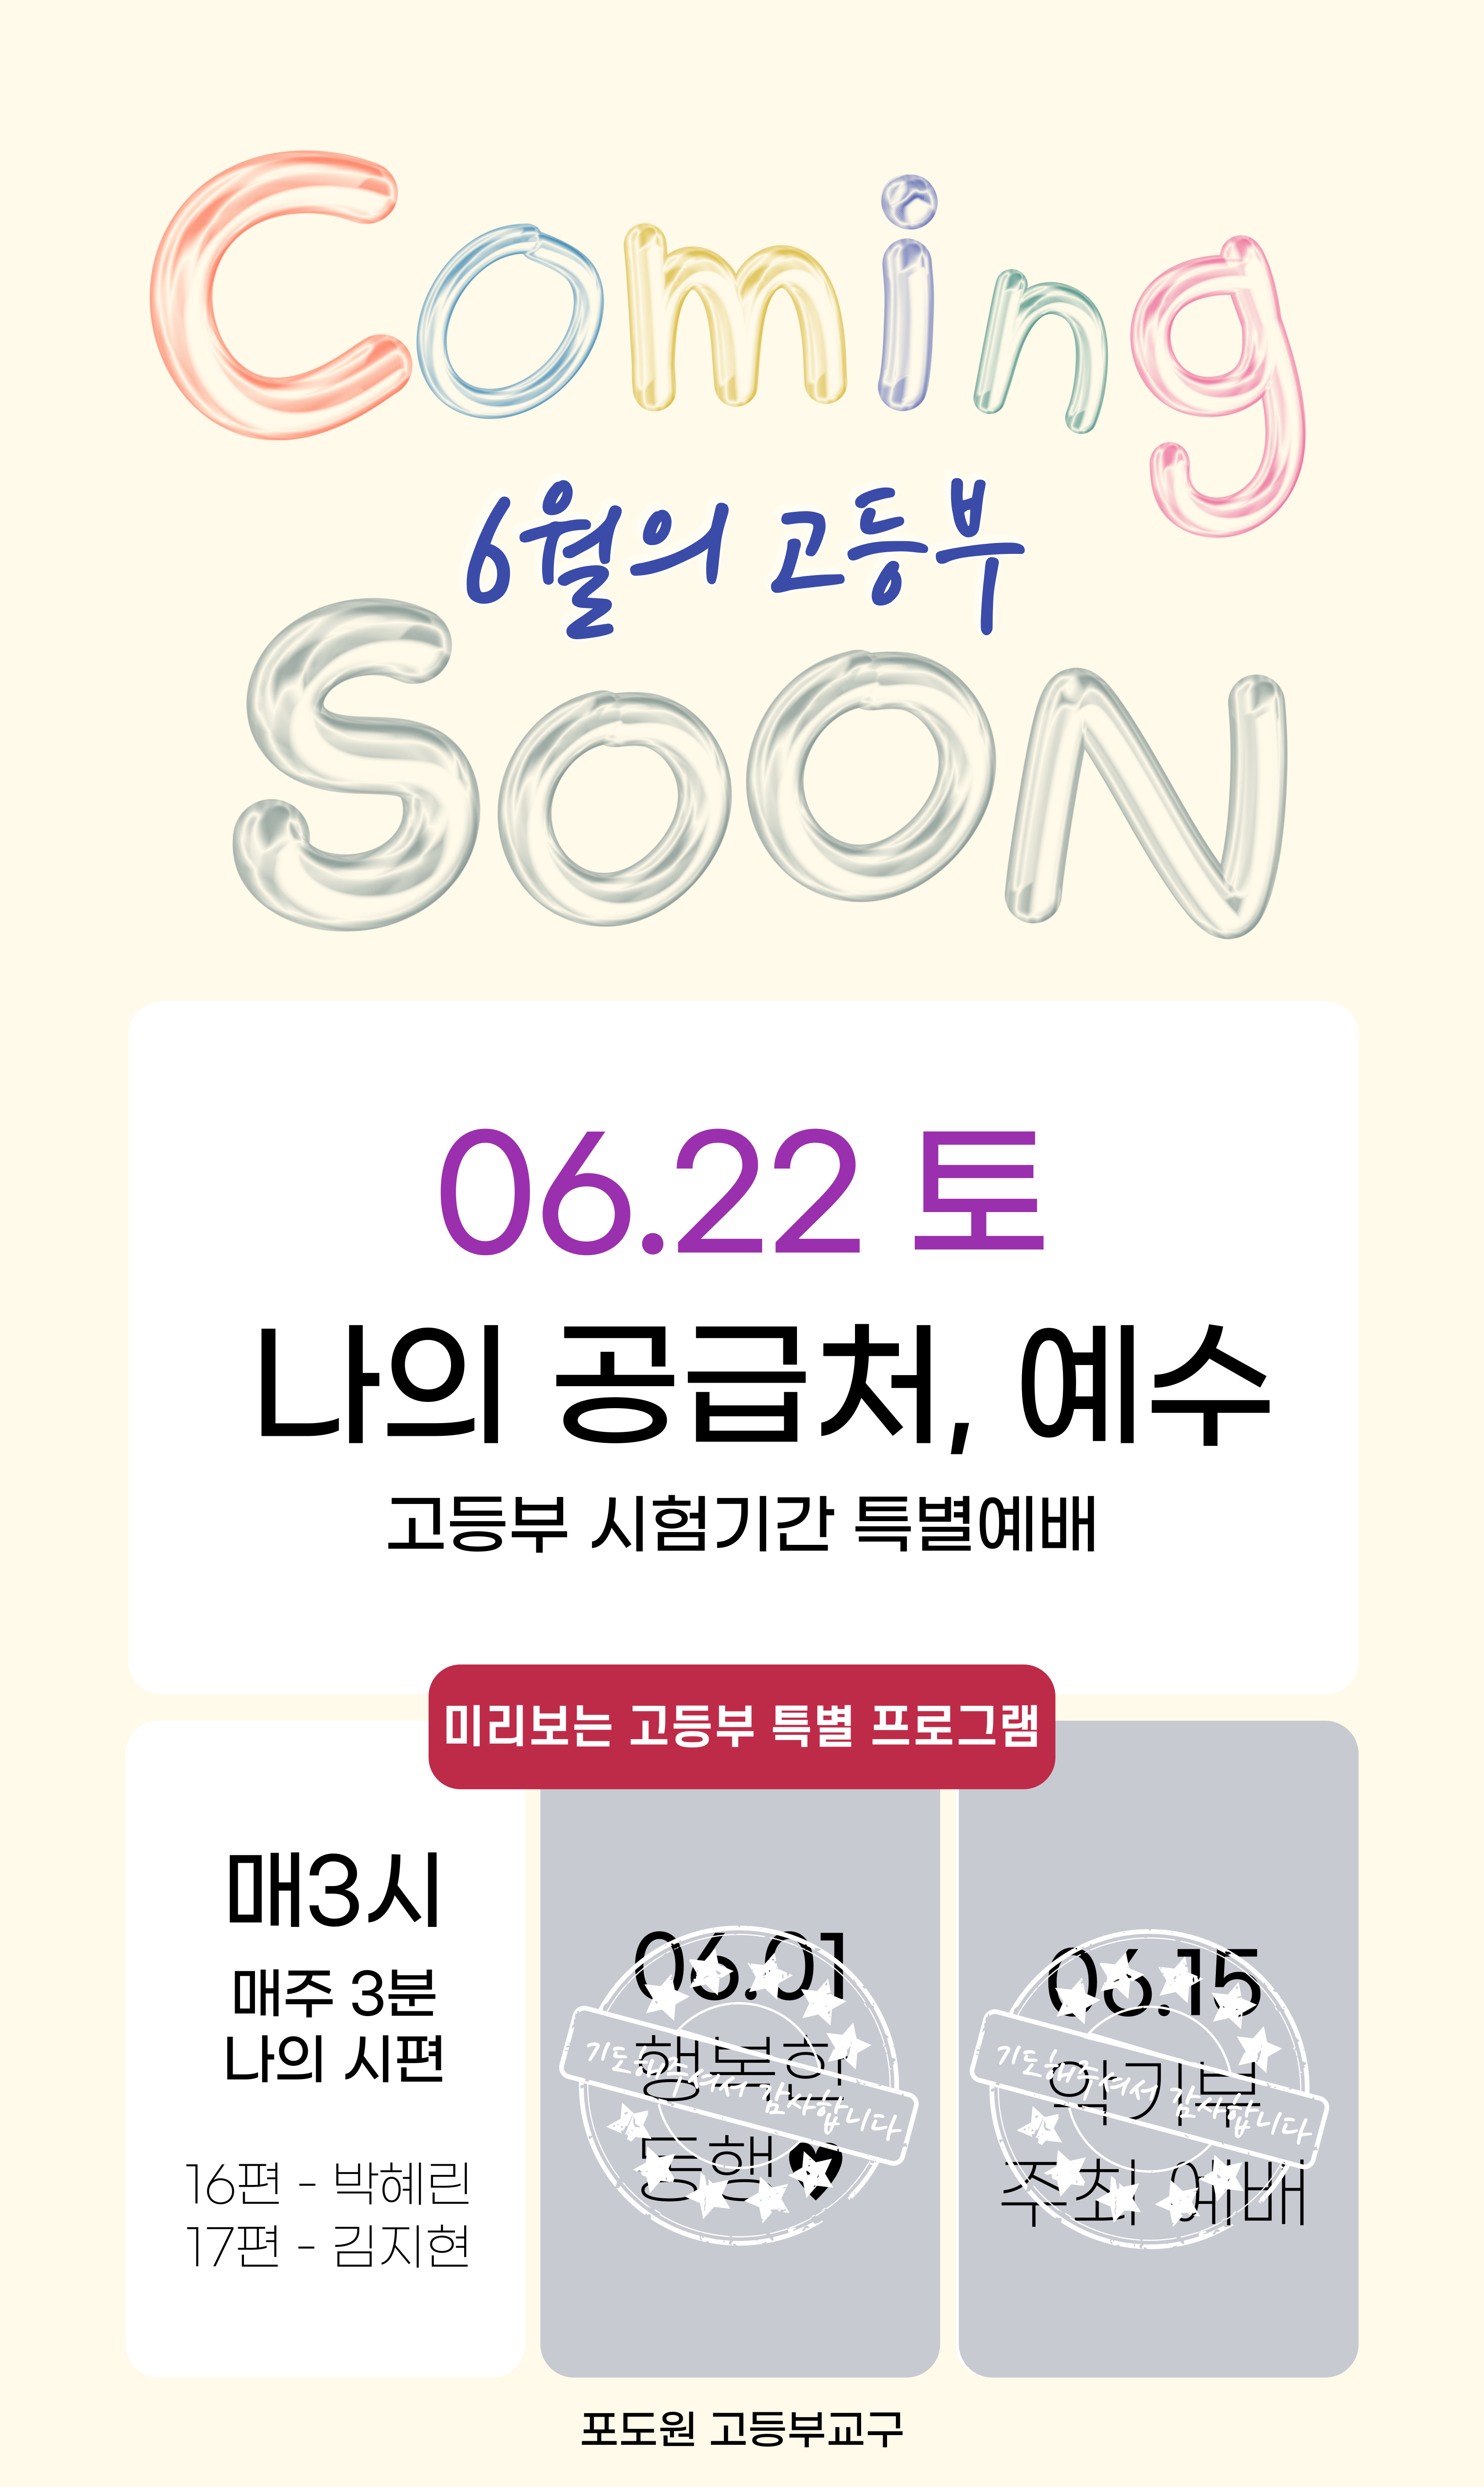 Coming
6월의 고등부
SOON
06.22 토
나의 공급처, 예수
고등부 시험기간 특별예배
미리보는 고등부 특별 프로그램
매3시
매주 3분
나의 시편
16편 - 박혜린
17편 - 김지현
06.01
행복한
동행♥
기도해주셔서 감사합니다
06.15
악기부
주최 예배
기도해주셔서 감사합니다
포도원 고등부교구